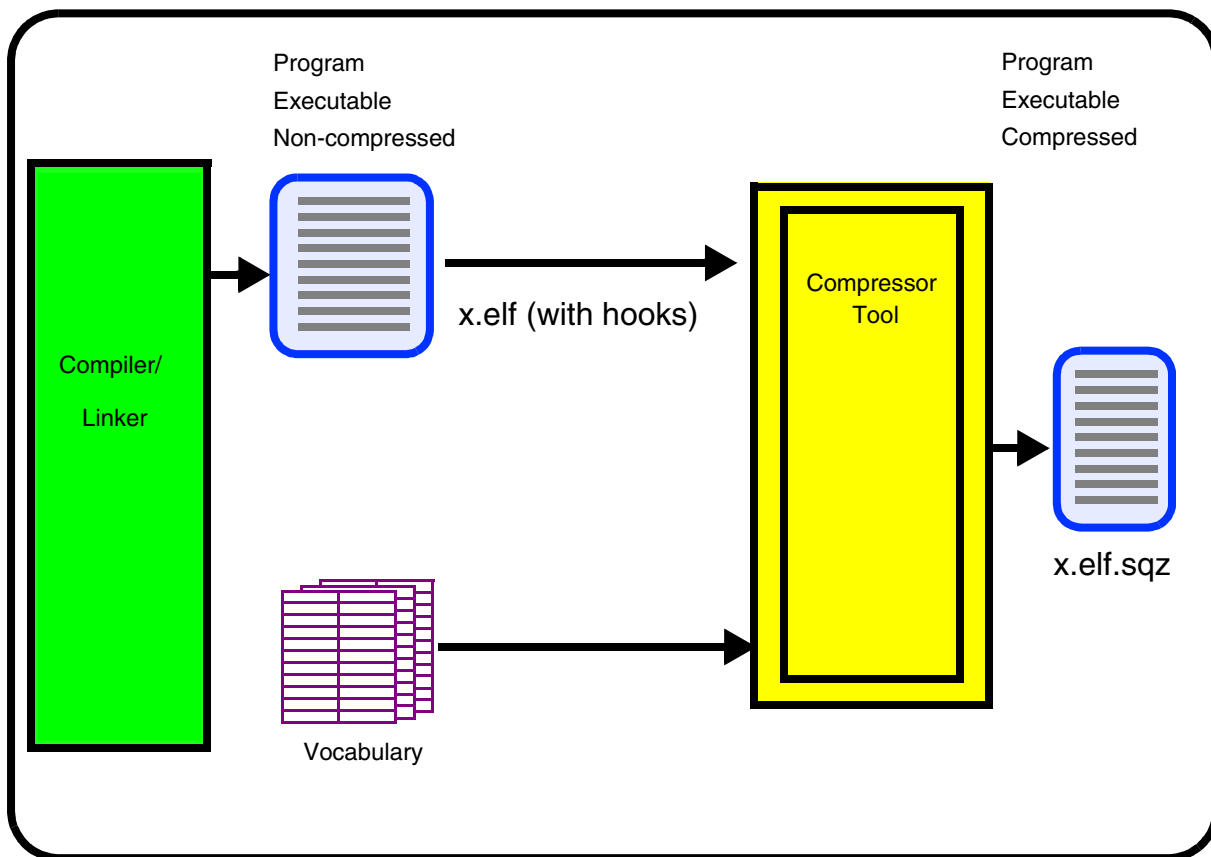 Program
Executable
Non-compressed
Program
Executable
Compressed
Compiler/
Linker
x.elf (with hooks)
Compressor
Tool
x.elf.sqz
Vocabulary